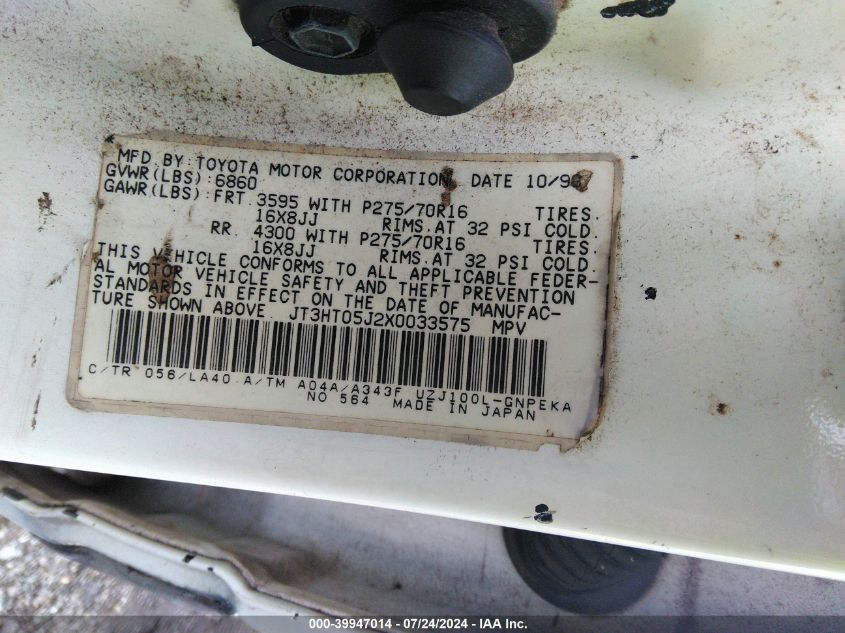 MFD.BY:TOYOTA MOTOR CORPORATION DATE 10/9
GVWR(LBS):6860
GAWR(LBS):FRT.3595 WITH P275/70R16 TIRES.
16X8JJ RIMS.AT 32 PSI COLD.
RR. 4300 WITH P275/70R16 TIRES.
16X8JJ RIMS.AT 32 PSI COLD.
THIS VEHICLE CONFORMS TO ALL APPLICABLE FEDER-
AL MOTOR VEHICLE SAFETY AND THEFT PREVENTION
STANDARDS IN EFFECT ON THE DATE OF MANUFAC-
TURE SHOWN ABOVE. JT3HT05J2X0033575 MPV
C/TR 056/LA40 A/TM A04A/A343F UZJ100L-GNPEKA
NO 564 MADE IN JAPAN
000-39947014 / 07/24/2024 - IAA Inc.